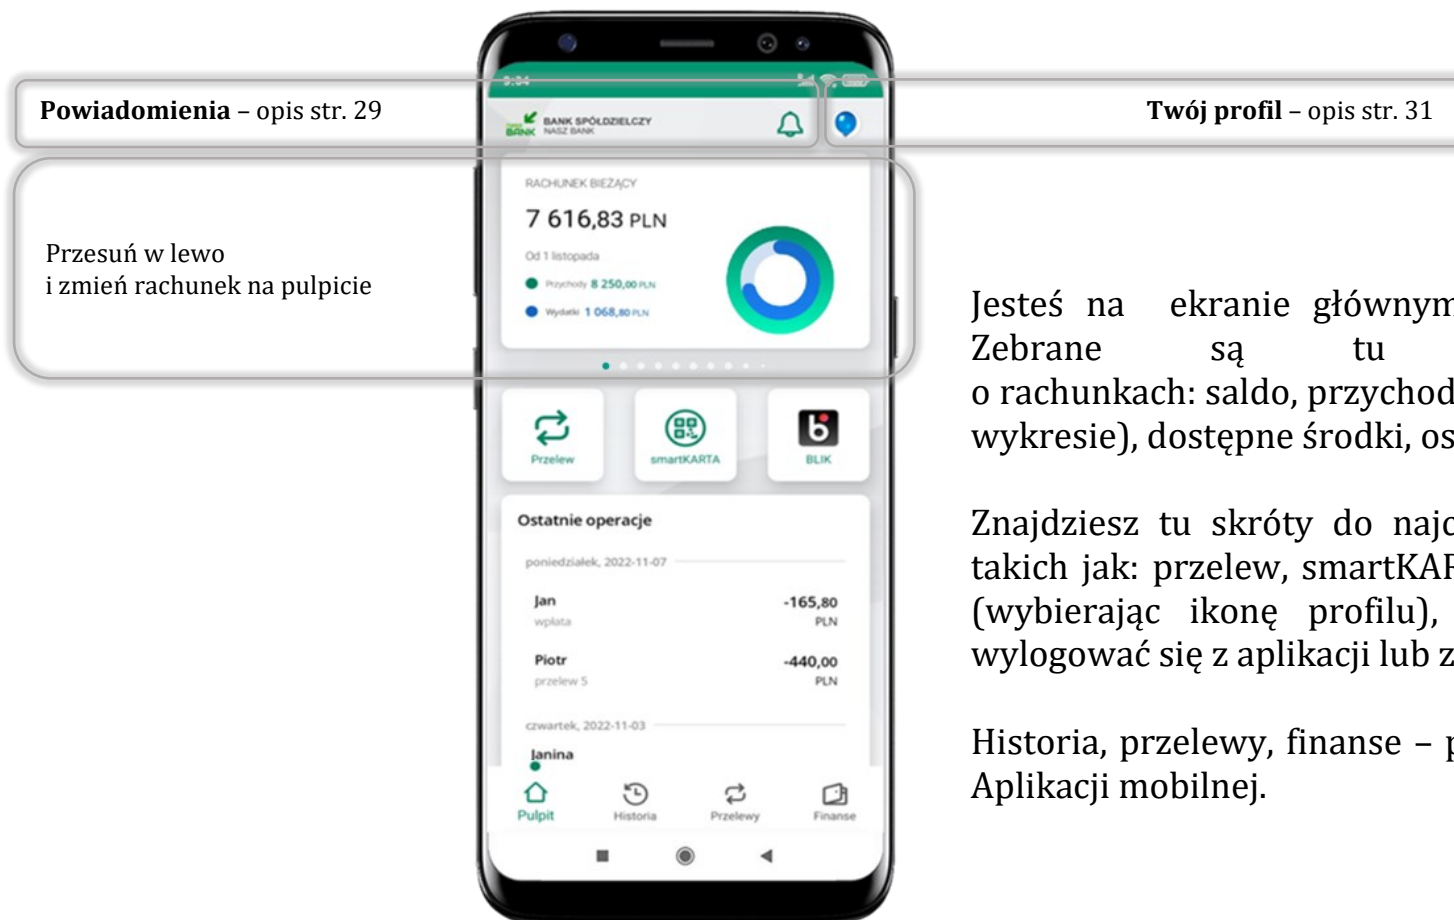 9:04
Powiadomienia – opis str. 29
Twój profil – opis str. 31
Nasz BANK
BANK SPÓŁDZIELCZY
NASZ BANK
Przesuń w lewo
i zmień rachunek na pulpicie
RACHUNEK BIEŻĄCY
7 616,83 PLN
Od 1 listopada
Przychody 8 250,00 PLN
Wydatki 1 068,80 PLN
Przelew
smartKARTA
BLIK
Ostatnie operacje
poniedziałek, 2022-11-07
Jan -165,80
wpłata PLN
Piotr -440,00
przelew 5 PLN
czwartek, 2022-11-03
Janina
Pulpit
Historia
Przelewy
Finanse
Jesteś na ekranie głównym
Zebrane są tu
o rachunkach: saldo, przychod
wykresie), dostępne środki, os
Znajdziesz tu skróty do najc
takich jak: przelew, smartKAR
(wybierając ikonę profilu),
wylogować się z aplikacji lub z
Historia, przelewy, finanse – p
Aplikacji mobilnej.